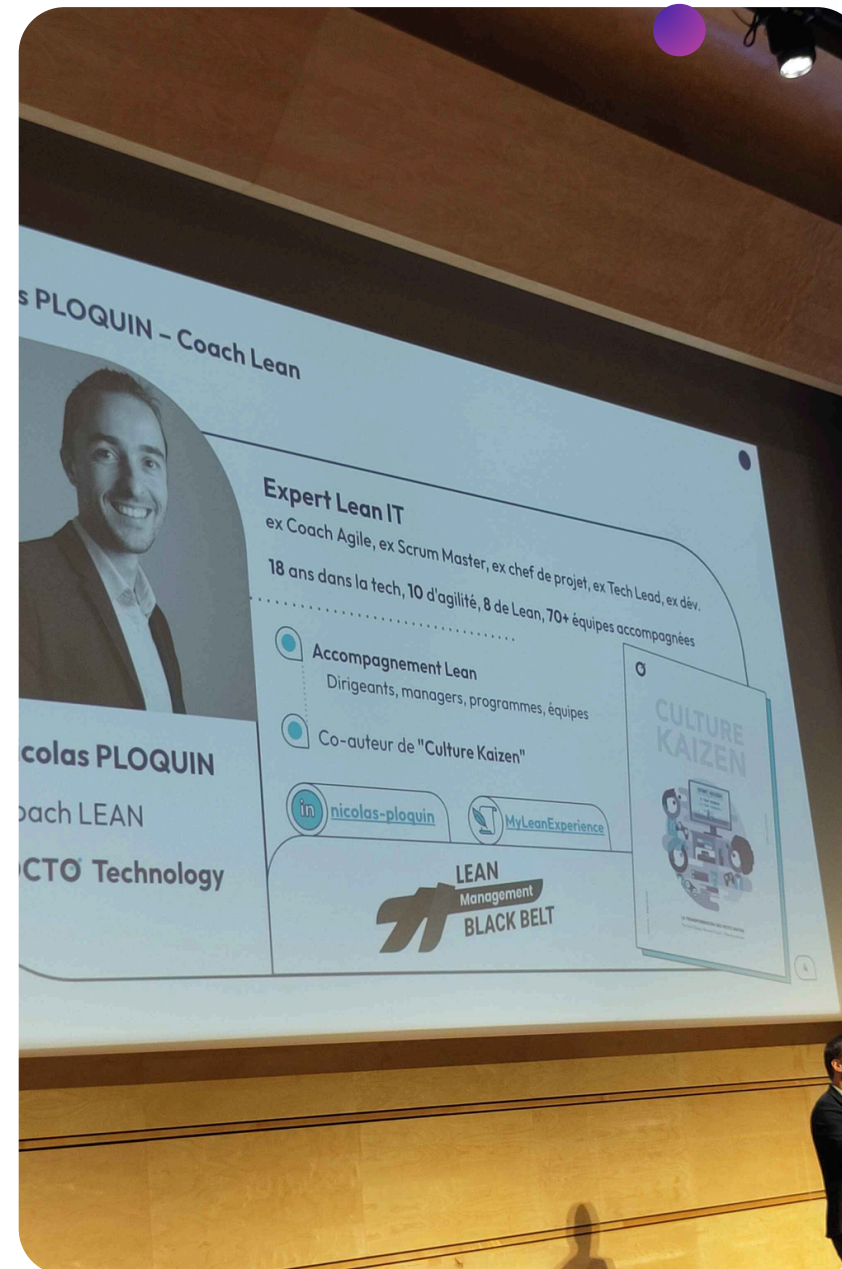 s PLOQUIN – Coach Lean
Expert Lean IT
ex Coach Agile, ex Scrum Master, ex chef de projet, ex Tech Lead, ex dév.
18 ans dans la tech, 10 d'agilité, 8 de Lean, 70+ équipes accompagnées
Accompagnement Lean
Dirigeants, managers, programmes, équipes
Co-auteur de "Culture Kaizen"
in nicolas-ploquin
MyLeanExperience
colas PLOQUIN
oach LEAN
CTO Technology
LEAN
Management
BLACK BELT
CULTURE
KAIZEN
4